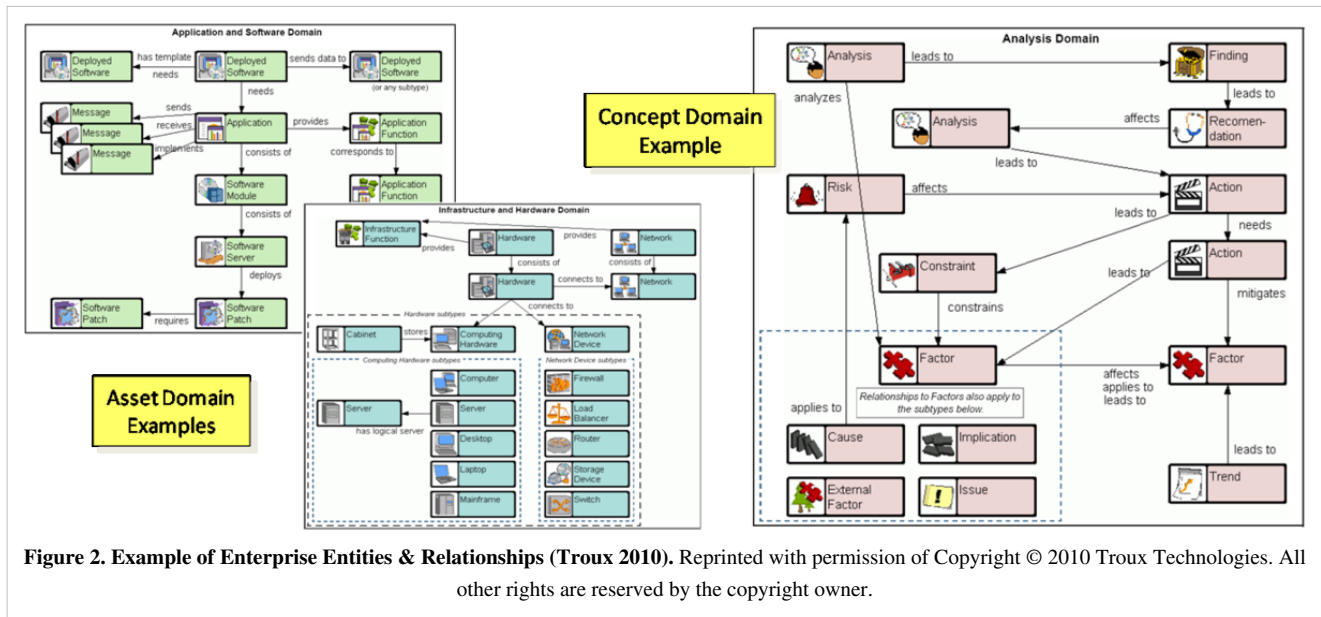 Application and Software Domain
Deployed Software
has template
needs
Deployed Software
sends data to
Deployed Software
(or any subtype)
needs
Message
Message
Message
sends
receives
implements
Application
provides
Application Function
consists of
corresponds to
Software Module
Application Function
consists of
Software Server
deploys
Software Patch
requires
Software Patch
Asset Domain
Examples
Infrastructure and Hardware Domain
Infrastructure Function
provides
Hardware
provides
Network
consists of
consists of
Hardware
connects to
Network
connects to
Hardware subtypes
Cabinet
stores
Computing Hardware
Network Device
Computing Hardware subtypes
Network Device subtypes
Computer
Firewall
Server
has logical server
Server
Load Balancer
Desktop
Router
Laptop
Storage Device
Mainframe
Switch
Concept Domain
Example
Analysis Domain
Analysis
leads to
Finding
analyzes
leads to
Analysis
affects
Recomen-
dation
leads to
Risk
affects
Action
leads to
needs
Constraint
leads to
Action
constrains
mitigates
Factor
affects
applies to
leads to
Factor
Relationships to Factors also apply to
the subtypes below.
applies to
Cause
Implication
leads to
External
Factor
Issue
Trend
Figure 2. Example of Enterprise Entities & Relationships (Troux 2010). Reprinted with permission of Copyright © 2010 Troux Technologies. All
other rights are reserved by the copyright owner.